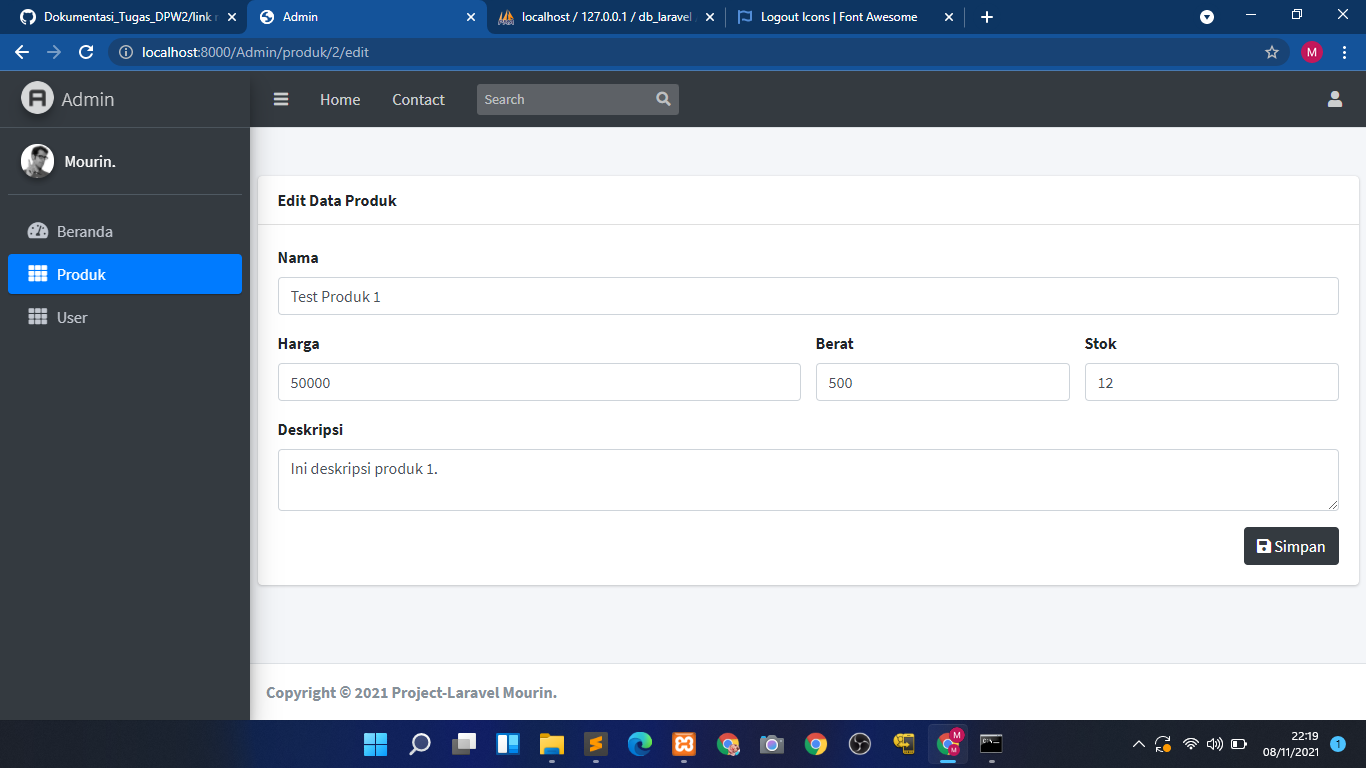 Dokumentasi_Tugas_DPW2/link r
Admin
localhost / 127.0.0.1 / db_laravel
Logout Icons | Font Awesome
localhost:8000/Admin/produk/2/edit
M
Admin
Home
Contact
Search
Mourin.
Beranda
Produk
User
Edit Data Produk
Nama
Test Produk 1
Harga
Berat
Stok
50000
500
12
Deskripsi
Ini deskripsi produk 1.
Simpan
Copyright © 2021 Project-Laravel Mourin.
22:19
08/11/2021
1